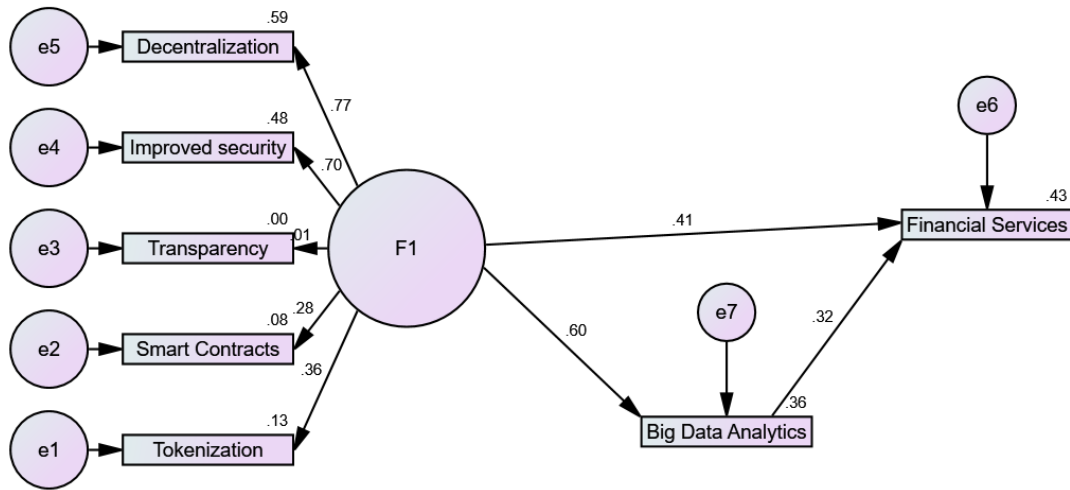 .59
e5
Decentralization
.77
.48
e4
Improved security
.70
.00
.01
e3
Transparency
F1
.28
.08
e2
Smart Contracts
.36
.13
e1
Tokenization
.41
e6
.43
Financial Services
.60
e7
.32
.36
Big Data Analytics